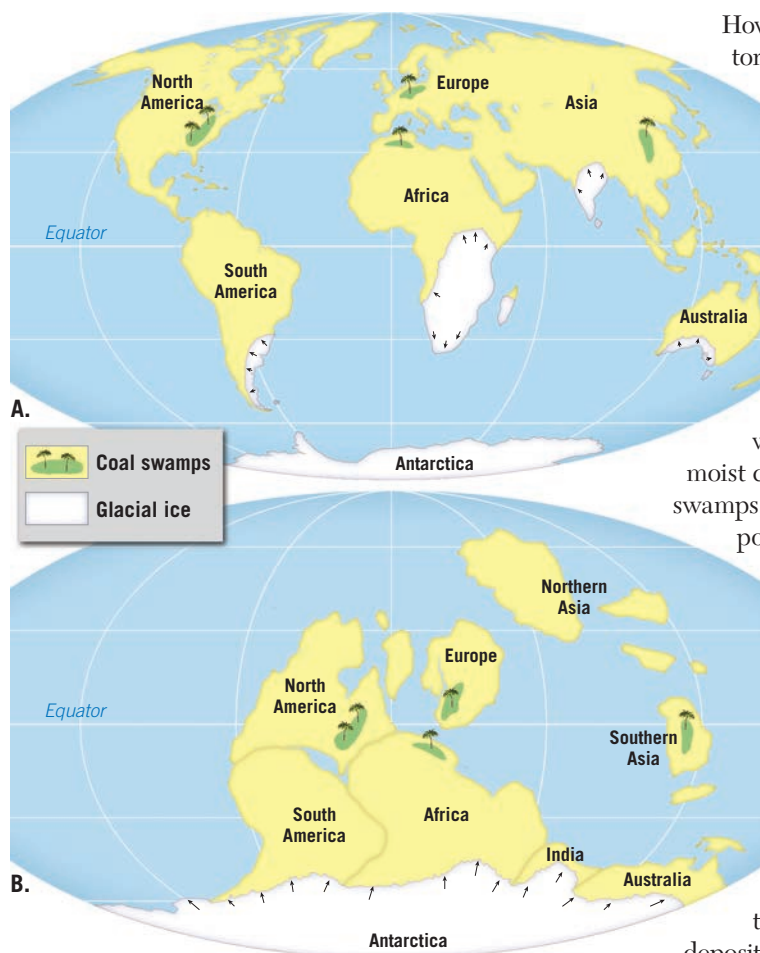 How
tor
North
America
Europe
Asia
Africa
Equator
South
America
Australia
A.
Antarctica
Coal swamps
Glacial ice
w
moist c
swamps
po
Northern
Asia
Europe
North
America
Equator
Southern
Asia
South
America
Africa
India
Australia
B.
Antarctica
t
deposit